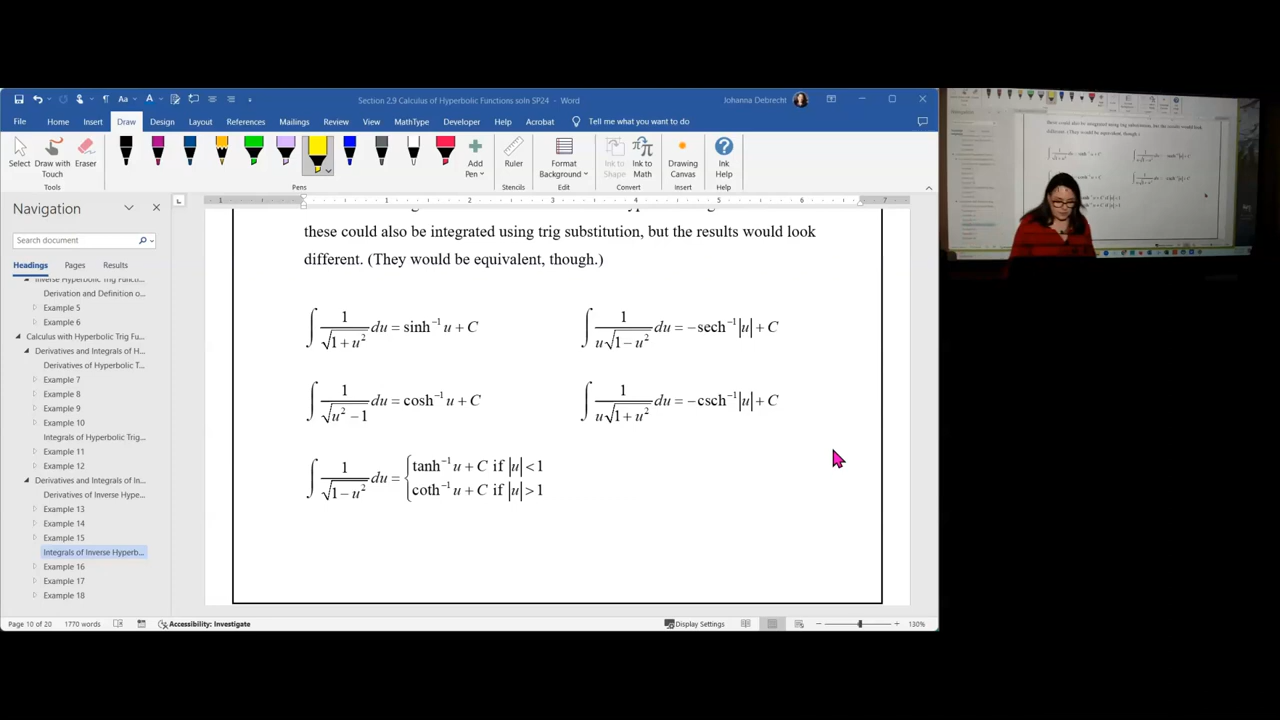 Section 2.9 Calculus of Hyperbolic Functions soln SP24 - Word
Johanna Debrecht
File Home Insert Draw Design Layout References Mailings Review View MathType Developer Help Acrobat Tell me what you want to do
Select
Draw with Touch
Eraser
Add Pen
Ruler
Format Background
Ink to Shape
Ink to Math
Drawing Canvas
Ink Help
Tools
Pens
Stencils
Insert
Convert
Replay
Help
Navigation
Search document
Headings Pages Results
Inverse Hyperbolic Trig Func...
Derivation and Definition o...
Example 5
Example 6
Calculus with Hyperbolic Trig Fu...
Derivatives and Integrals of H...
Derivatives of Hyperbolic T...
Example 7
Example 8
Example 9
Example 10
Integrals of Hyperbolic Trig...
Example 11
Example 12
Derivatives and Integrals of In...
Derivatives of Inverse Hype...
Example 13
Example 14
Example 15
Integrals of Inverse Hyperb...
Example 16
Example 17
Example 18
these could also be integrated using trig substitution, but the results would look
different. (They would be equivalent, though.)
∫ 1/√(1+u²) du = sinh⁻¹ u + C
∫ 1/(u√(1−u²)) du = −sech⁻¹|u| + C
∫ 1/√(u²−1) du = cosh⁻¹ u + C
∫ 1/(u√(1+u²)) du = −csch⁻¹|u| + C
∫ 1/√(1−u²) du = { tanh⁻¹ u + C if |u| < 1
coth⁻¹ u + C if |u| > 1
Page 10 of 20 1770 words Accessibility: Investigate Display Settings 130%